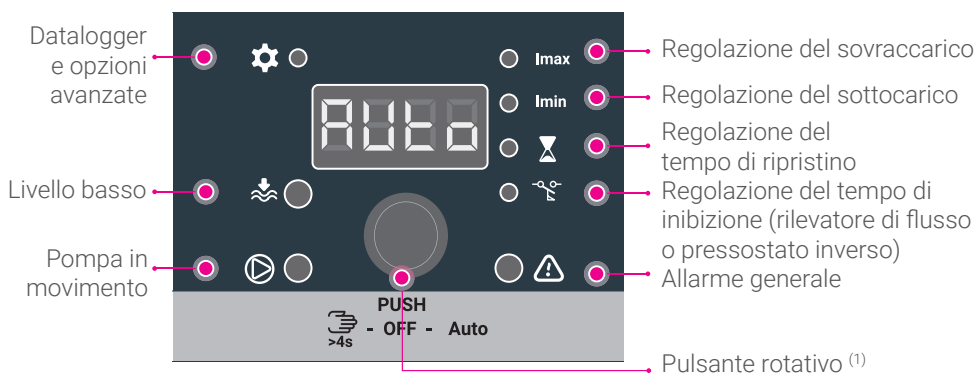 Datalogger
e opzioni
avanzate
Livello basso
Pompa in
movimento
Imax
Imin
AUto
PUSH
>4s - OFF - Auto
Regolazione del sovraccarico
Regolazione del sottocarico
Regolazione del
tempo di ripristino
Regolazione del tempo di
inibizione (rilevatore di flusso
o pressostato inverso)
Allarme generale
Pulsante rotativo (1)